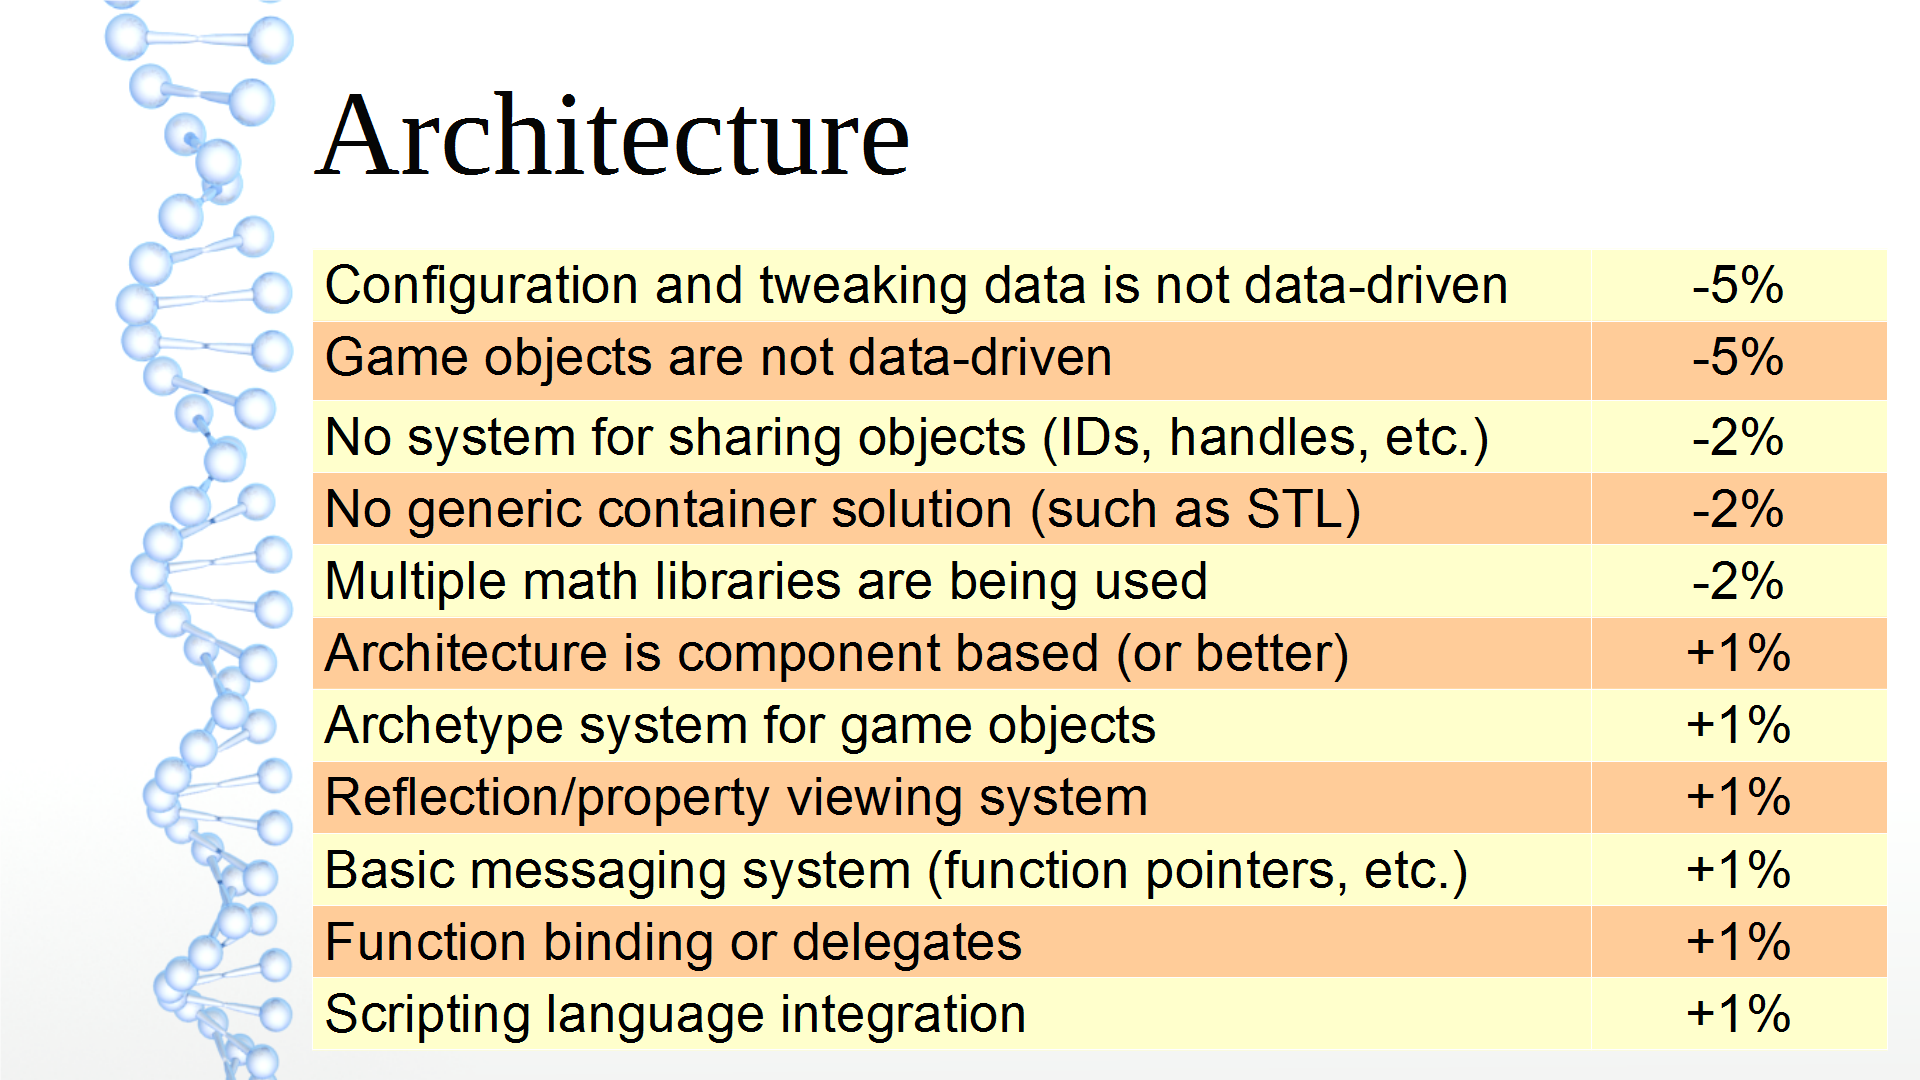 Architecture
Configuration and tweaking data is not data-driven -5%
Game objects are not data-driven -5%
No system for sharing objects (IDs, handles, etc.) -2%
No generic container solution (such as STL) -2%
Multiple math libraries are being used -2%
Architecture is component based (or better) +1%
Archetype system for game objects +1%
Reflection/property viewing system +1%
Basic messaging system (function pointers, etc.) +1%
Function binding or delegates +1%
Scripting language integration +1%